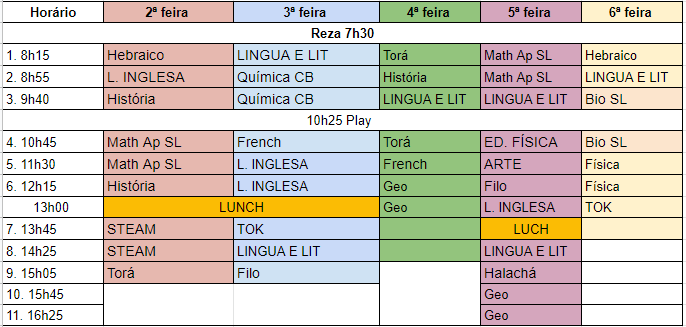 Horário 2ª feira 3ª feira 4ª feira 5ª feira 6ª feira
Reza 7h30
1. 8h15 Hebraico LINGUA E LIT Torá Math Ap SL Hebraico
2. 8h55 L. INGLESA Química CB História Math Ap SL LINGUA E LIT
3. 9h40 História Química CB LINGUA E LIT LINGUA E LIT Bio SL
10h25 Play
4. 10h45 Math Ap SL French Torá ED. FÍSICA Bio SL
5. 11h30 Math Ap SL L. INGLESA French ARTE Física
6. 12h15 História L. INGLESA Geo Filo Física
13h00 LUNCH Geo L. INGLESA TOK
7. 13h45 STEAM TOK LUCH
8. 14h25 STEAM LINGUA E LIT LINGUA E LIT
9. 15h05 Torá Filo Halachá
10. 15h45 Geo
11. 16h25 Geo